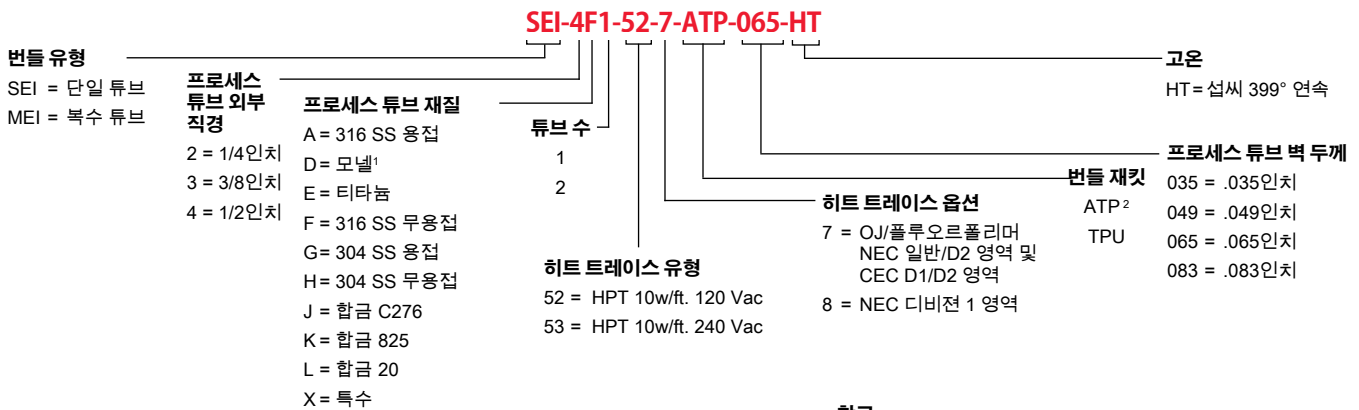 SEI-4F1-52-7-ATP-065-HT
번들 유형
SEI = 단일 튜브
MEI = 복수 튜브
프로세스
튜브 외부
직경
2 = 1/4인치
3 = 3/8인치
4 = 1/2인치
프로세스 튜브 재질
A = 316 SS 용접
D = 모넬¹
E = 티타늄
F = 316 SS 무용접
G = 304 SS 용접
H = 304 SS 무용접
J = 합금 C276
K = 합금 825
L = 합금 20
X = 특수
튜브 수
1
2
히트 트레이스 유형
52 = HPT 10w/ft. 120 Vac
53 = HPT 10w/ft. 240 Vac
히트 트레이스 옵션
7 = OJ/플루오르폴리머
NEC 일반/D2 영역 및
CEC D1/D2 영역
8 = NEC 디비젼 1 영역
번들 재킷
ATP ²
TPU
프로세스 튜브 벽 두께
035 = .035인치
049 = .049인치
065 = .065인치
083 = .083인치
고온
HT = 섭씨 399° 연속